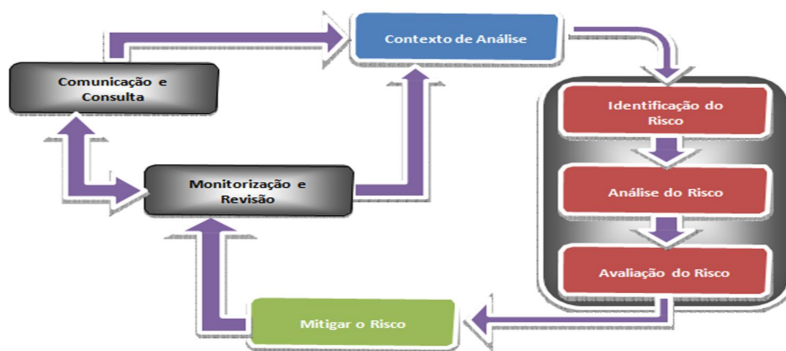 Contexto de Análise
Comunicação e
Consulta
Identificação do
Risco
Monitorização e
Revisão
Análise do Risco
Avaliação do Risco
Mitigar o Risco